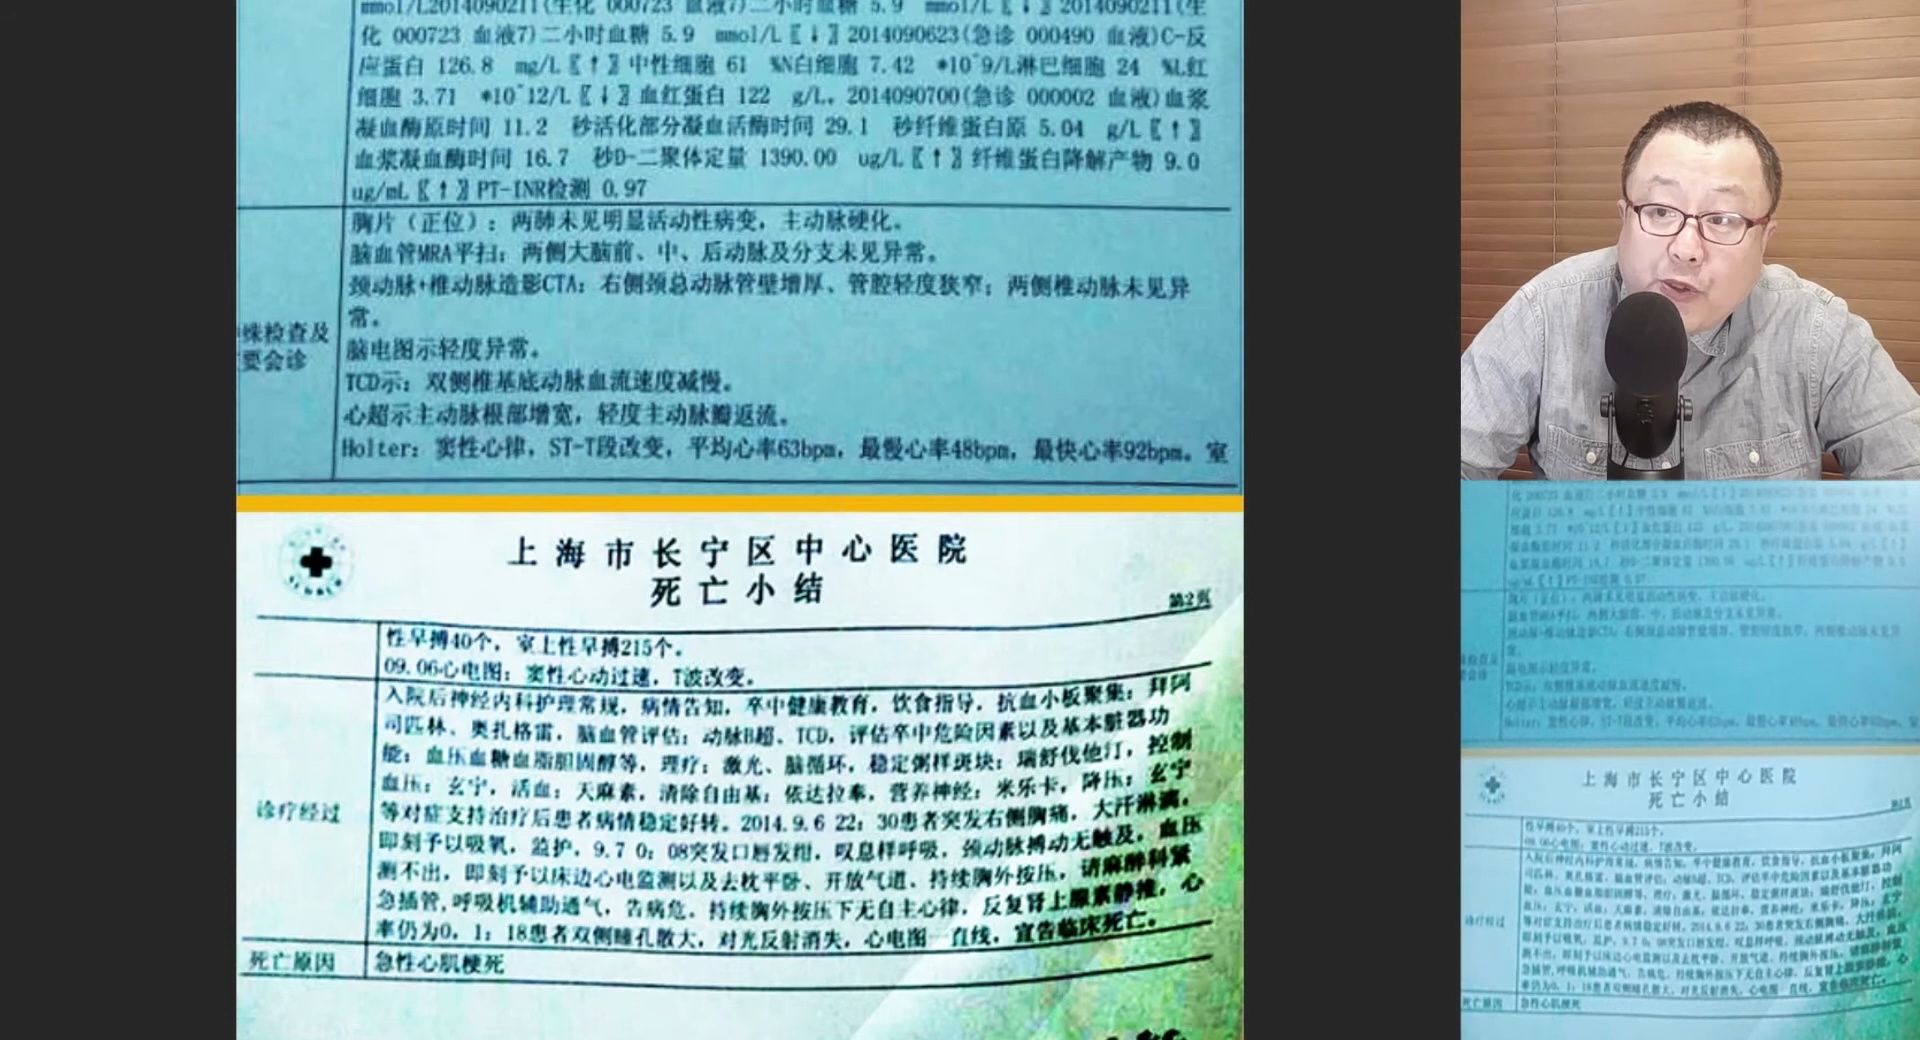 mmol/L2014090211(生化 000723 血液7)二小时血糖 5.9 mmol/L〖↓〗2014090211(生
化 000723 血液7)二小时血糖 5.9 mmol/L〖↓〗2014090623(急诊 000490 血液)C-反
应蛋白 126.8 mg/L〖↑〗中性细胞 61 %N白细胞 7.42 *10^9/L淋巴细胞 24 %L红
细胞 3.71 *10^12/L〖↓〗血红蛋白 122 g/L。2014090700(急诊 000002 血液)血浆
凝血酶原时间 11.2 秒活化部分凝血活酶时间 29.1 秒纤维蛋白原 5.04 g/L〖↑〗
血浆凝血酶时间 16.7 秒D-二聚体定量 1390.00 ug/L〖↑〗纤维蛋白降解产物 9.0
ug/mL〖↑〗PT-INR检测 0.97
殊检查及
要会诊
胸片（正位）：两肺未见明显活动性病变，主动脉硬化。
脑血管MRA平扫：两侧大脑前、中、后动脉及分支未见异常。
颈动脉+椎动脉造影CTA：右侧颈总动脉管壁增厚、管腔轻度狭窄；两侧椎动脉未见异
常。
脑电图示轻度异常。
TCD示：双侧椎基底动脉血流速度减慢。
心超示主动脉根部增宽，轻度主动脉瓣返流。
Holter：窦性心律，ST-T段改变，平均心率63bpm，最慢心率48bpm，最快心率92bpm。室
上海市长宁区中心医院
死亡小结
第2页
性早搏40个，室上性早搏215个。
09.06心电图：窦性心动过速，T波改变。
诊疗经过
入院后神经内科护理常规，病情告知，卒中健康教育，饮食指导，抗血小板聚集：拜阿
司匹林、奥扎格雷，脑血管评估：动脉B超、TCD，评估卒中危险因素以及基本脏器功
能：血压血糖血脂胆固醇等，理疗：激光、脑循环，稳定粥样斑块：瑞舒伐他汀，控制
血压：玄宁，活血：天麻素，清除自由基：依达拉奉，营养神经：米乐卡，降压：玄宁
等对症支持治疗后患者病情稳定好转。2014.9.6 22：30患者突发右侧胸痛，大汗淋漓，
即刻予以吸氧，监护，9.7 0：08突发口唇发绀，叹息样呼吸，颈动脉搏动无触及，血压
测不出，即刻予以床边心电监测以及去枕平卧、开放气道、持续胸外按压，请麻醉科紧
急插管，呼吸机辅助通气，告病危，持续胸外按压下无自主心律，反复肾上腺素静推，心
率仍为0，1：18患者双侧瞳孔散大，对光反射消失，心电图一直线，宣告临床死亡。
死亡原因
急性心肌梗死
上海市长宁区中心医院
死亡小结